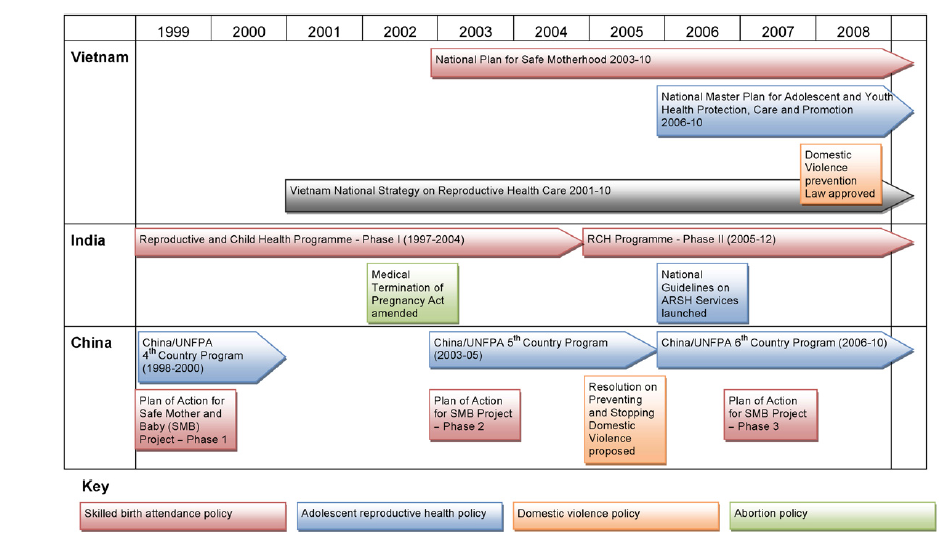 1999 2000 2001 2002 2003 2004 2005 2006 2007 2008
Vietnam
National Plan for Safe Motherhood 2003-10
National Master Plan for Adolescent and Youth
Health Protection, Care and Promotion
2006-10
Domestic
Violence
prevention
Law approved
Vietnam National Strategy on Reproductive Health Care 2001-10
India
Reproductive and Child Health Programme - Phase I (1997-2004)
RCH Programme - Phase II (2005-12)
Medical
Termination of
Pregnancy Act
amended
National
Guidelines on
ARSH Services
launched
China
China/UNFPA
4th Country Program
(1998-2000)
China/UNFPA 5th Country Program
(2003-05)
China/UNFPA 6th Country Program (2006-10)
Plan of Action for
Safe Mother and
Baby (SMB)
Project – Phase 1
Plan of Action
for SMB Project
– Phase 2
Resolution on
Preventing
and Stopping
Domestic
Violence
proposed
Plan of Action
for SMB Project
– Phase 3
Key
Skilled birth attendance policy
Adolescent reproductive health policy
Domestic violence policy
Abortion policy